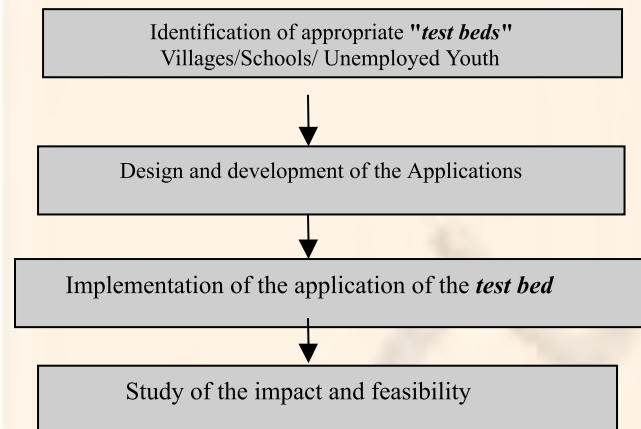 Identification of appropriate "test beds"
Villages/Schools/ Unemployed Youth
Design and development of the Applications
Implementation of the application of the test bed
Study of the impact and feasibility